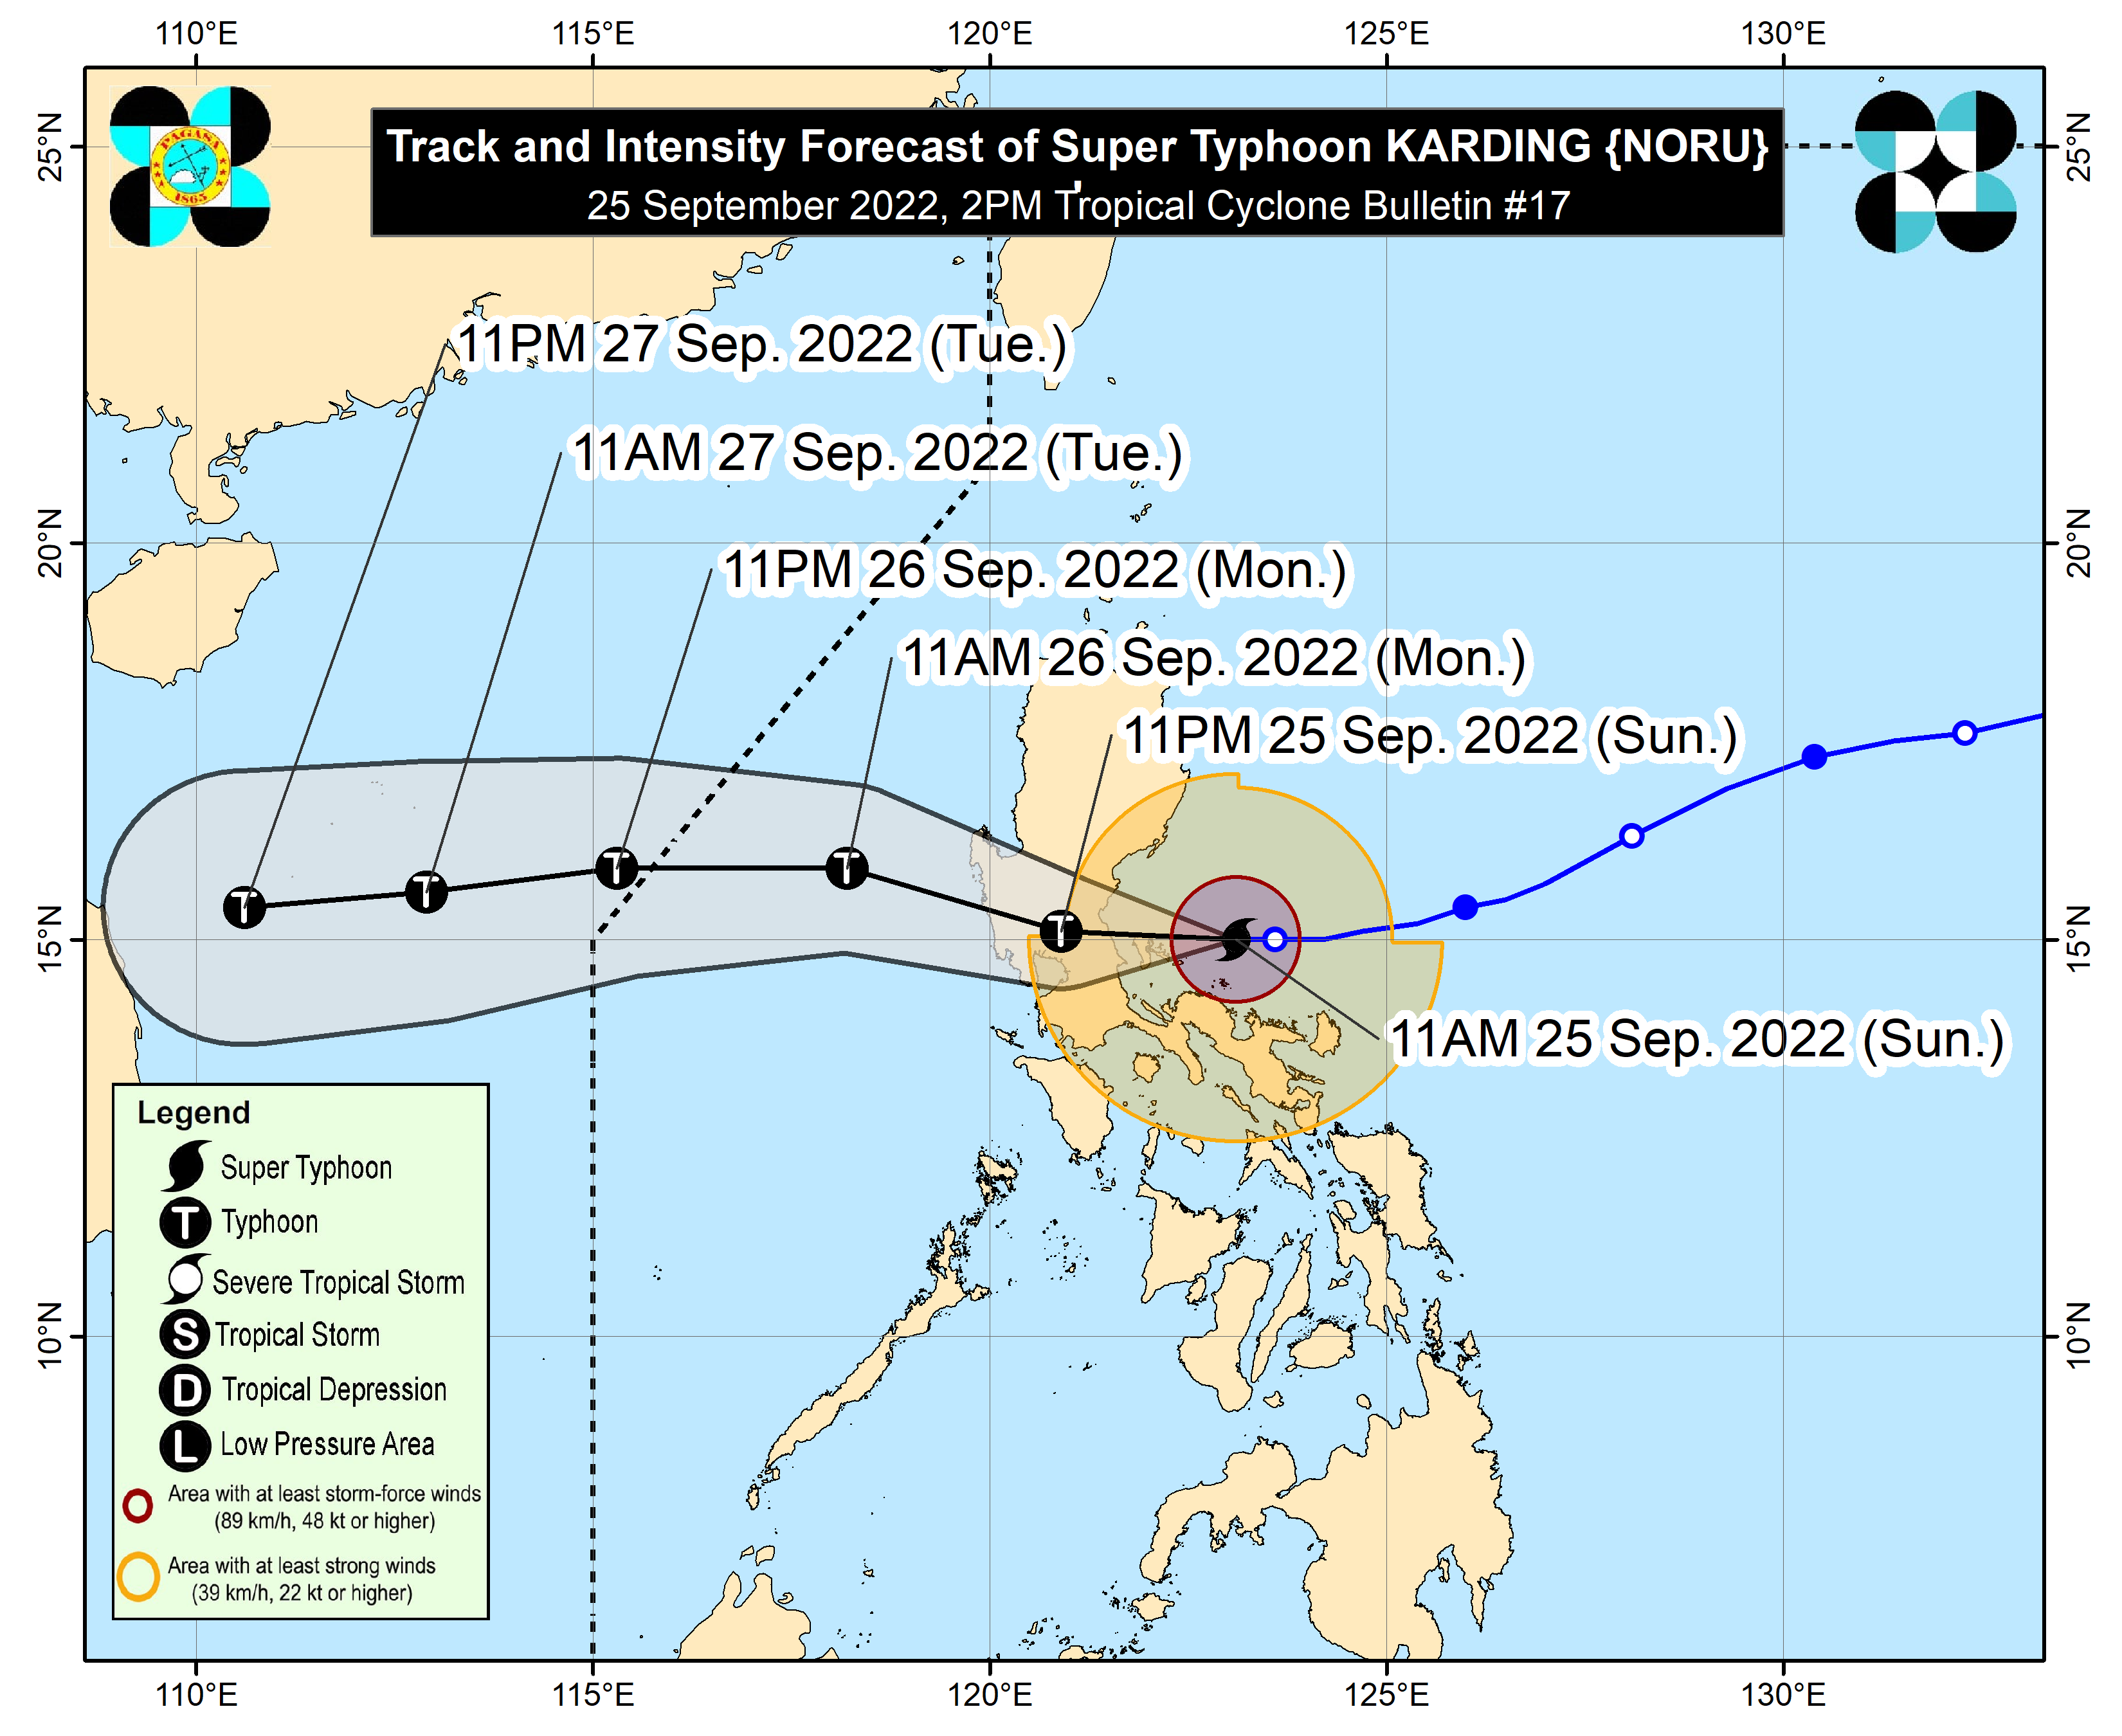 110°E 115°E 120°E 125°E 130°E
25°N
20°N
15°N
10°N
PAGASA
1865
Track and Intensity Forecast of Super Typhoon KARDING {NORU}
25 September 2022, 2PM Tropical Cyclone Bulletin #17
25°N
20°N
15°N
10°N
11PM 27 Sep. 2022 (Tue.)
11AM 27 Sep. 2022 (Tue.)
11PM 26 Sep. 2022 (Mon.)
11AM 26 Sep. 2022 (Mon.)
11PM 25 Sep. 2022 (Sun.)
T T T T T
11AM 25 Sep. 2022 (Sun.)
Legend
Super Typhoon
T Typhoon
Severe Tropical Storm
S Tropical Storm
D Tropical Depression
L Low Pressure Area
Area with at least storm-force winds
(89 km/h, 48 kt or higher)
Area with at least strong winds
(39 km/h, 22 kt or higher)
110°E 115°E 120°E 125°E 130°E